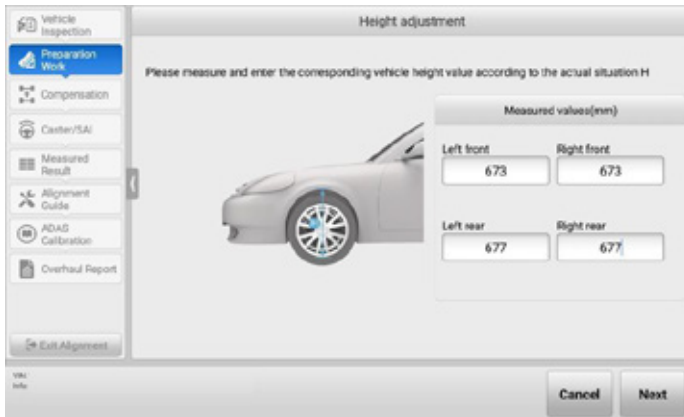 Vehicle
Inspection
Preparation
Work
Compensation
Caster/SAI
Measured
Result
Alignment
Guide
ADAS
Calibration
Overhaul Report
Exit Alignment
Height adjustment
Please measure and enter the corresponding vehicle height value according to the actual situation H
Measured values(mm)
Left front Right front
673 673
Left rear Right rear
677 677
VIN:
Info:
Cancel Next